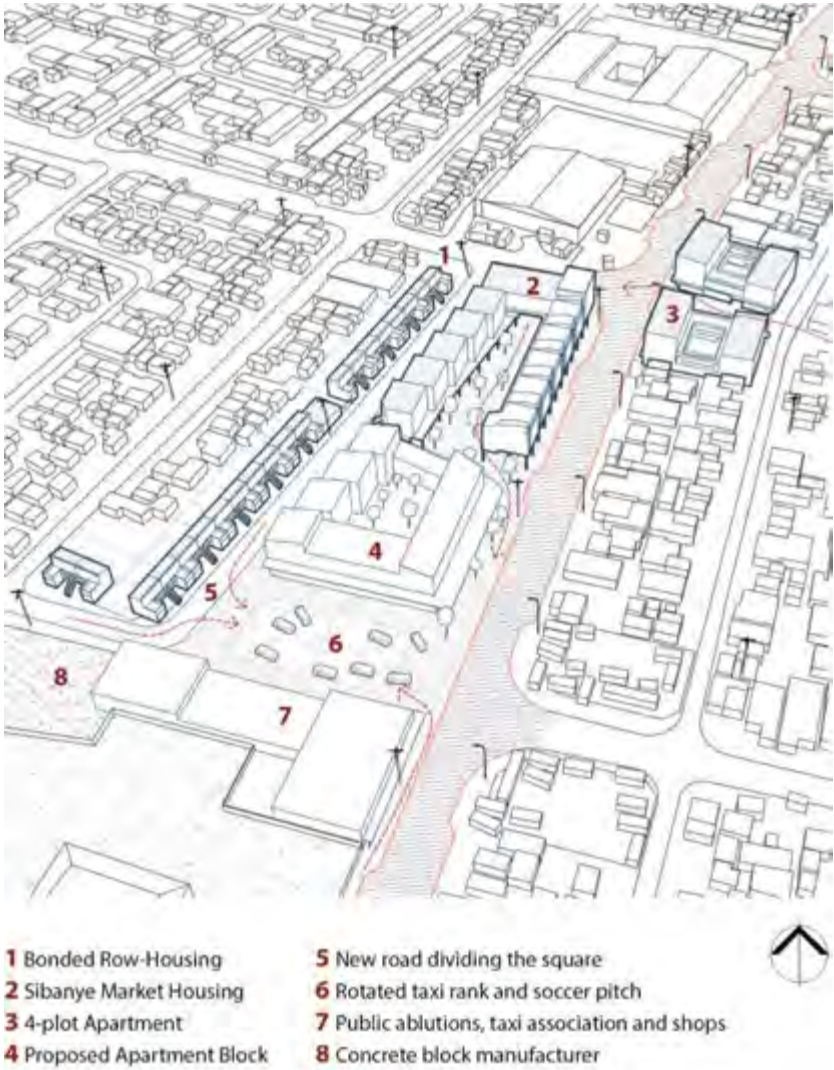 1
2
3
4
5
6
7
8
1 Bonded Row-Housing
2 Sibanye Market Housing
3 4-plot Apartment
4 Proposed Apartment Block
5 New road dividing the square
6 Rotated taxi rank and soccer pitch
7 Public ablutions, taxi association and shops
8 Concrete block manufacturer